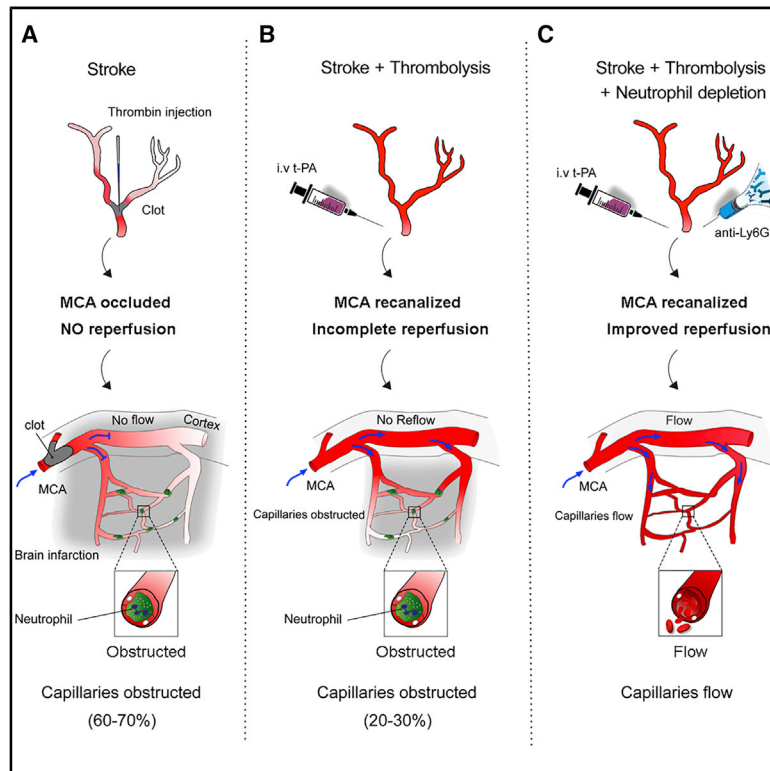 A
Stroke
Thrombin injection
Clot
MCA occluded
NO reperfusion
clot
No flow
Cortex
MCA
Brain infarction
Neutrophil
Obstructed
Capillaries obstructed
(60-70%)
B
Stroke + Thrombolysis
i.v t-PA
MCA recanalized
Incomplete reperfusion
No Reflow
MCA
Capillaries obstructed
Neutrophil
Obstructed
Capillaries obstructed
(20-30%)
C
Stroke + Thrombolysis
+ Neutrophil depletion
i.v t-PA
anti-Ly6G
MCA recanalized
Improved reperfusion
Flow
MCA
Capillaries flow
Flow
Capillaries flow